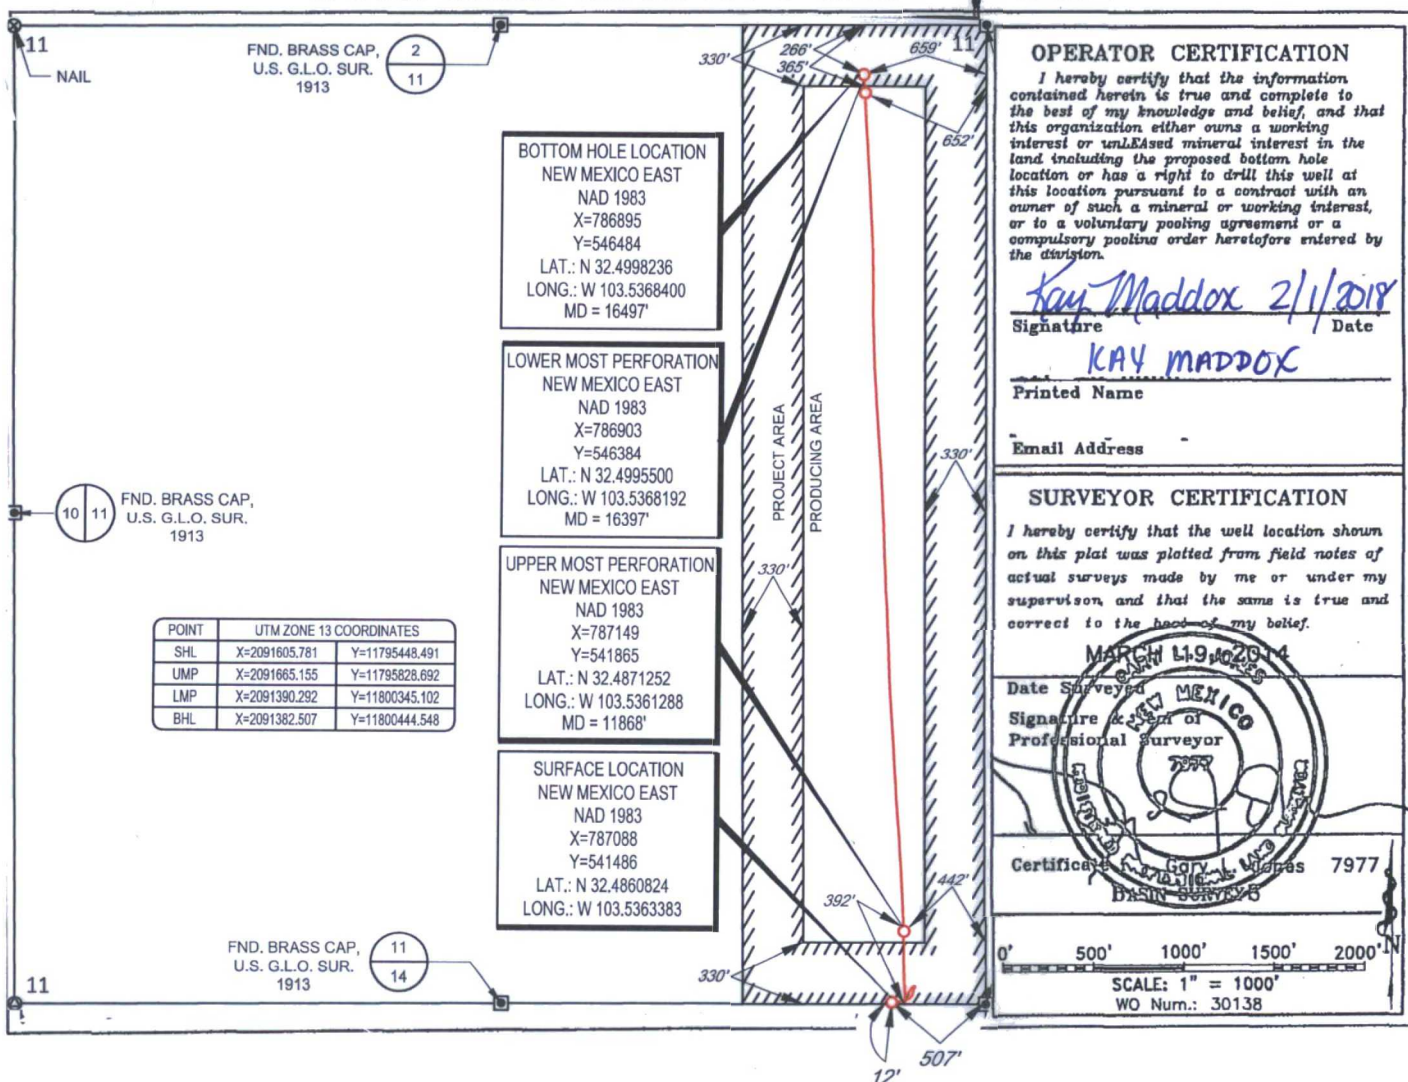 11
NAIL
FND. BRASS CAP,
U.S. G.L.O. SUR.
1913
2
11
330'
266'
365'
659'
11
652'
BOTTOM HOLE LOCATION
NEW MEXICO EAST
NAD 1983
X=786895
Y=546484
LAT.: N 32.4998236
LONG.: W 103.5368400
MD = 16497'
LOWER MOST PERFORATION
NEW MEXICO EAST
NAD 1983
X=786903
Y=546384
LAT.: N 32.4995500
LONG.: W 103.5368192
MD = 16397'
UPPER MOST PERFORATION
NEW MEXICO EAST
NAD 1983
X=787149
Y=541865
LAT.: N 32.4871252
LONG.: W 103.5361288
MD = 11868'
SURFACE LOCATION
NEW MEXICO EAST
NAD 1983
X=787088
Y=541486
LAT.: N 32.4860824
LONG.: W 103.5363383
PROJECT AREA
PRODUCING AREA
330'
330'
10 11
FND. BRASS CAP,
U.S. G.L.O. SUR.
1913
POINT UTM ZONE 13 COORDINATES
SHL X=2091605.781 Y=11795448.491
UMP X=2091665.155 Y=11795828.692
LMP X=2091390.292 Y=11800345.102
BHL X=2091382.507 Y=11800444.548
392'
442'
330'
FND. BRASS CAP,
U.S. G.L.O. SUR.
1913
11
14
11
507'
12'
OPERATOR CERTIFICATION
I hereby certify that the information
contained herein is true and complete to
the best of my knowledge and belief, and that
this organization either owns a working
interest or unLEAsed mineral interest in the
land including the proposed bottom hole
location or has a right to drill this well at
this location pursuant to a contract with an
owner of such a mineral or working interest,
or to a voluntary pooling agreement or a
compulsory pooling order heretofore entered by
the division.
Kay Maddox 2/1/2018
Signature Date
KAY MADDOX
Printed Name
Email Address
SURVEYOR CERTIFICATION
I hereby certify that the well location shown
on this plat was plotted from field notes of
actual surveys made by me or under my
supervison, and that the same is true and
correct to the best of my belief.
MARCH 19, 2014
Date Surveyed
Signature & Seal of
Professional Surveyor
GARY L. JONES
NEW MEXICO
7977
Certificate Gary Jones 7977
BASIN SURVEYS
0' 500' 1000' 1500' 2000'
N
SCALE: 1" = 1000'
WO Num.: 30138